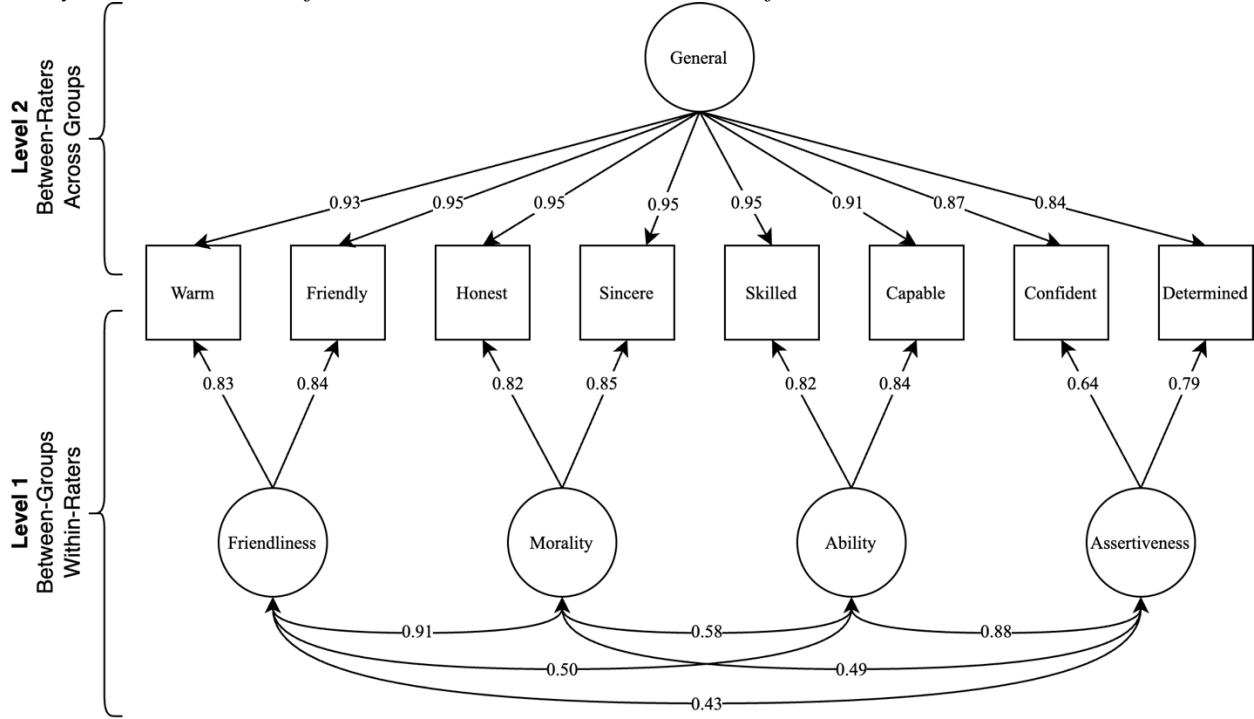 General
Level 2
Between-Raters
Across Groups
0.93 0.95 0.95 0.95 0.95 0.91 0.87 0.84
Warm Friendly Honest Sincere Skilled Capable Confident Determined
Level 1
Between-Groups
Within-Raters
0.83 0.84 0.82 0.85 0.82 0.84 0.64 0.79
Friendliness Morality Ability Assertiveness
0.91 0.58 0.88
0.50 0.49
0.43